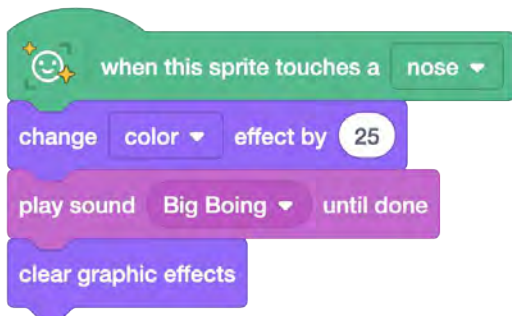 when this sprite touches a nose
change color effect by 25
play sound Big Boing until done
clear graphic effects